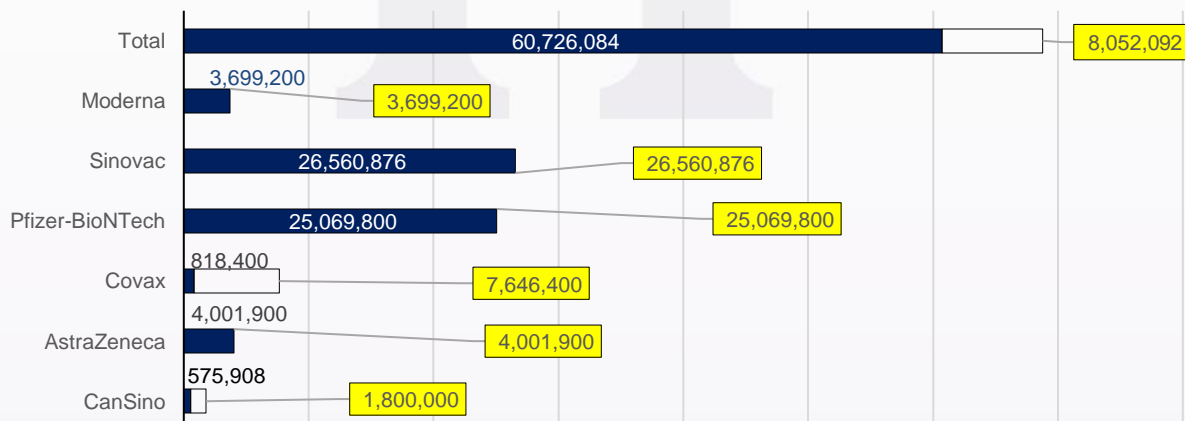 Total 60,726,084 8,052,092
Moderna 3,699,200 3,699,200
Sinovac 26,560,876 26,560,876
Pfizer-BioNTech 25,069,800 25,069,800
Covax 818,400 7,646,400
AstraZeneca 4,001,900 4,001,900
CanSino 575,908 1,800,000